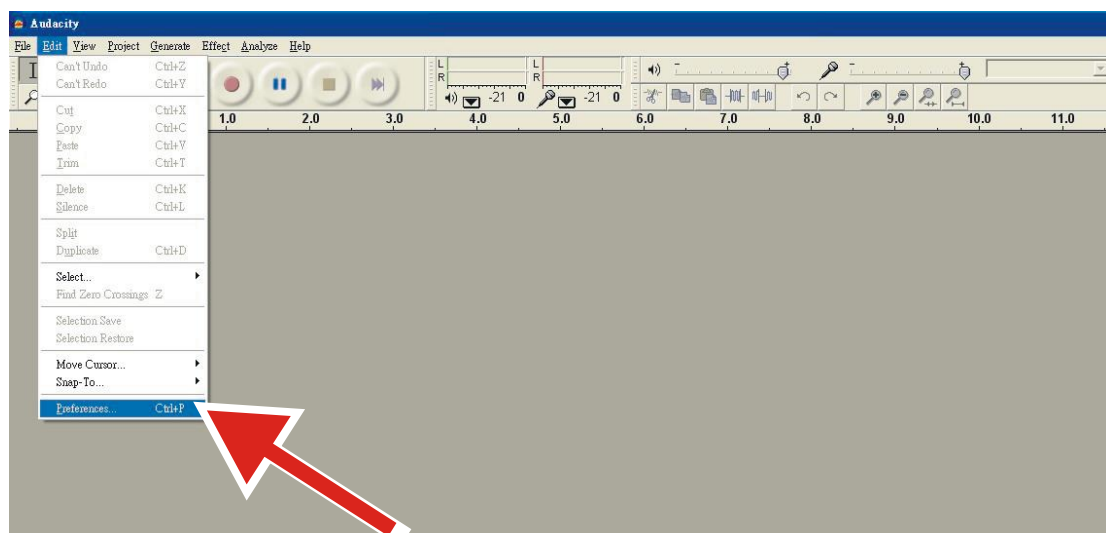 Audacity
File Edit View Project Generate Effect Analyze Help
Can't Undo Ctrl+Z
Can't Redo Ctrl+Y
Cut Ctrl+X
Copy Ctrl+C
Paste Ctrl+V
Trim Ctrl+T
Delete Ctrl+K
Silence Ctrl+L
Split
Duplicate Ctrl+D
Select...
Find Zero Crossings Z
Selection Save
Selection Restore
Move Cursor...
Snap-To...
Preferences... Ctrl+P
L L
R R
-21 0 -21 0
1.0 2.0 3.0 4.0 5.0 6.0 7.0 8.0 9.0 10.0 11.0